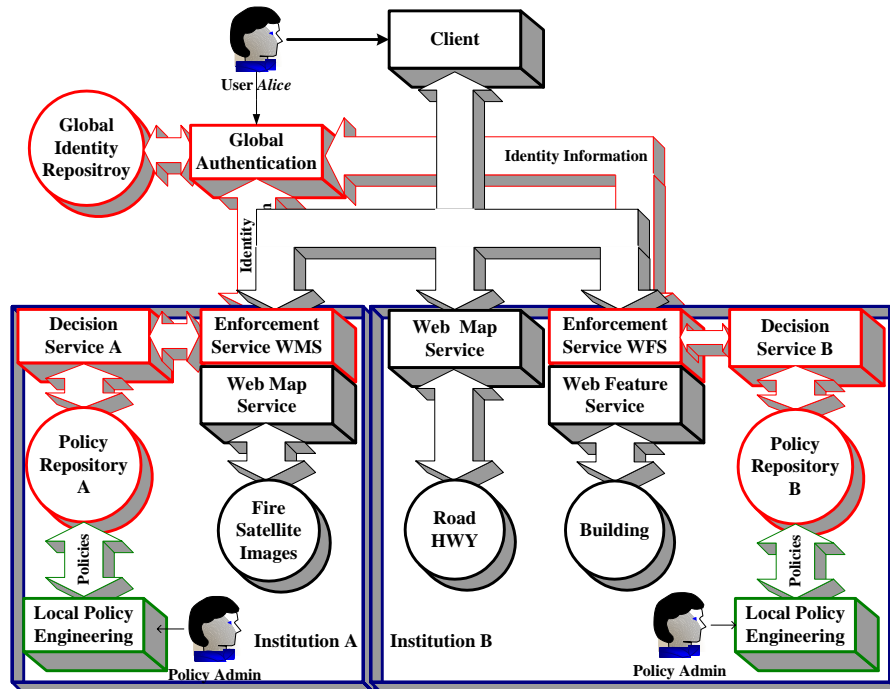 Client
User Alice
Global
Identity
Repositroy
Global
Authentication
Identity Information
Identity
Decision
Service A
Enforcement
Service WMS
Web Map
Service
Web Map
Service
Enforcement
Service WFS
Web Feature
Service
Decision
Service B
Policy
Repository
A
Fire
Satellite
Images
Road
HWY
Building
Policy
Repository
B
Policies
Policies
Local Policy
Engineering
Policy Admin
Institution A
Institution B
Policy Admin
Local Policy
Engineering